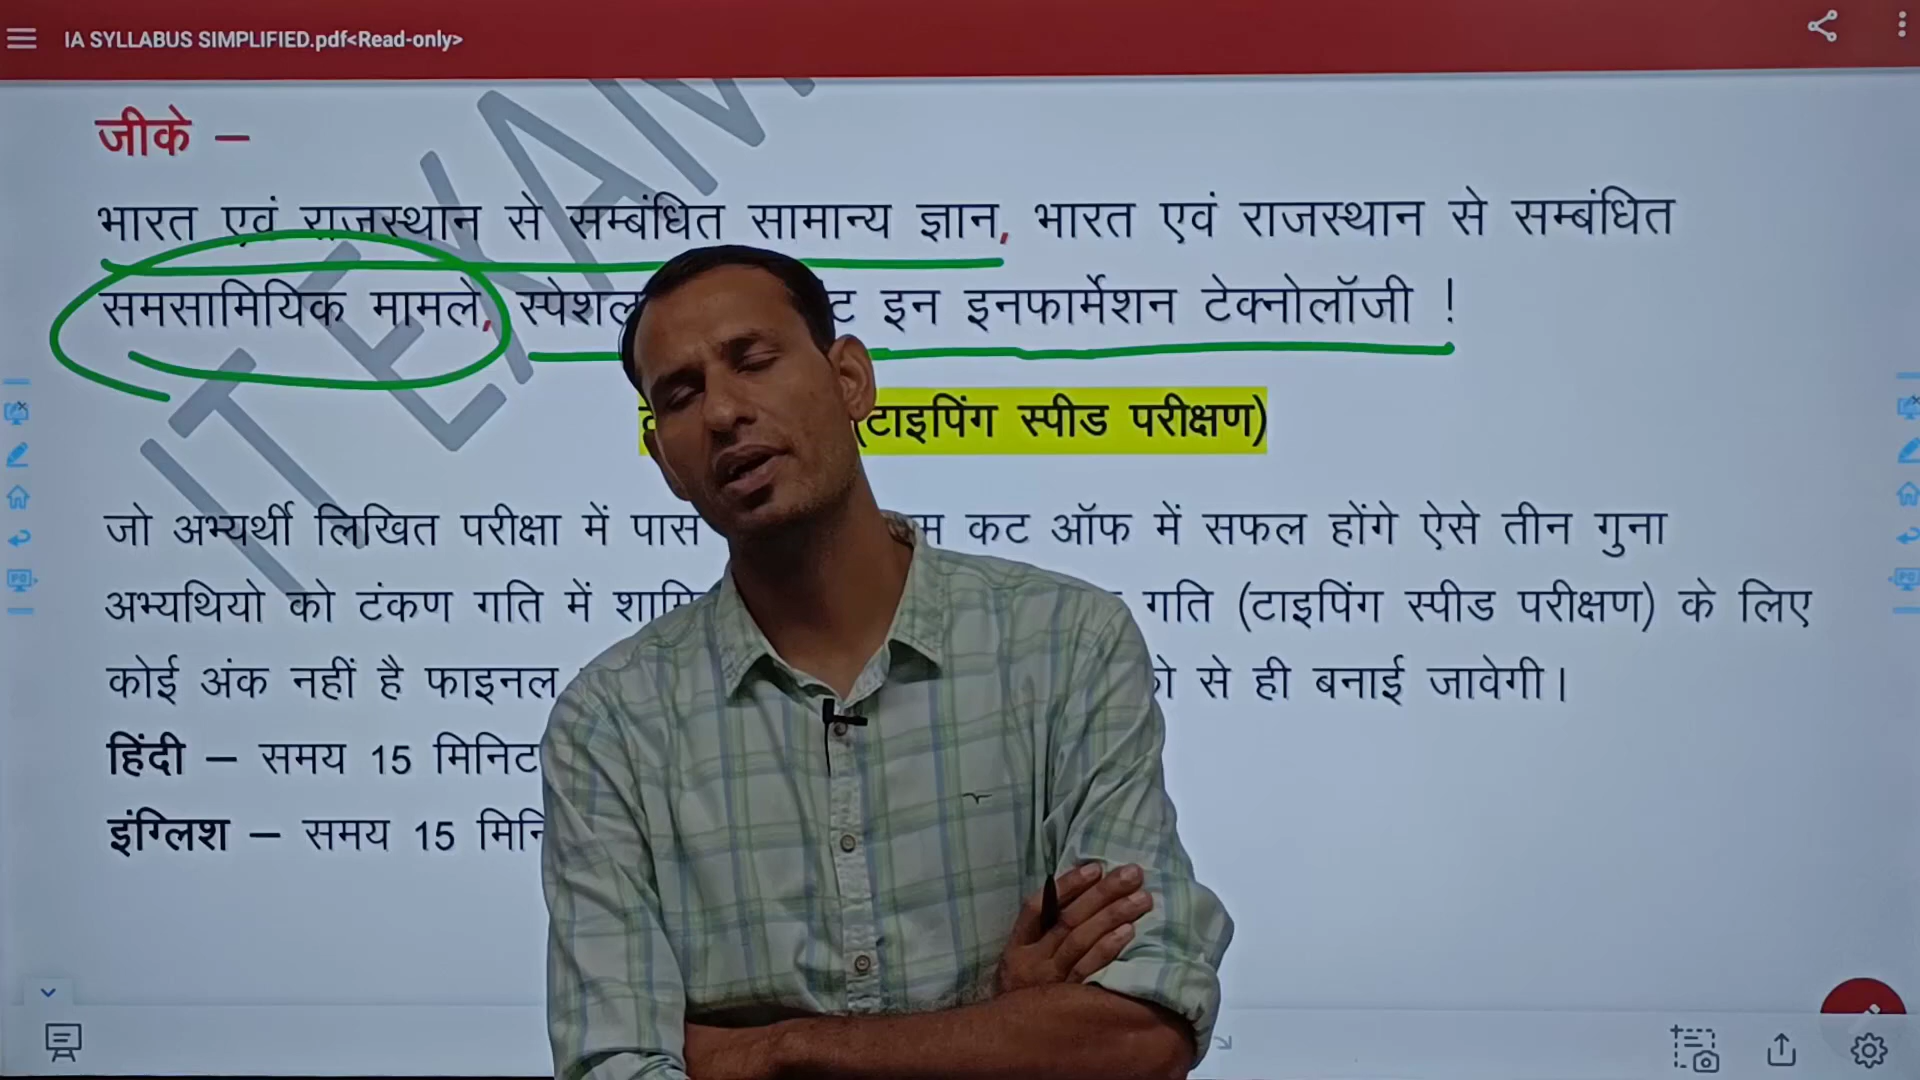 IA SYLLABUS SIMPLIFIED.pdf<Read-only>
जीके –
भारत एवं राजस्थान से सम्बंधित सामान्य ज्ञान, भारत एवं राजस्थान से सम्बंधित
समसामियिक मामले, स्पेशल इन इनफार्मेशन टेक्नोलॉजी !
(टाइपिंग स्पीड परीक्षण)
जो अभ्यर्थी लिखित परीक्षा में पास कट ऑफ में सफल होंगे ऐसे तीन गुना
अभ्यथियो को टंकण गति में गति (टाइपिंग स्पीड परीक्षण) के लिए
कोई अंक नहीं है फाइनल से ही बनाई जावेगी।
हिंदी – समय 15 मिनिट
इंग्लिश – समय 15
IT EXAM